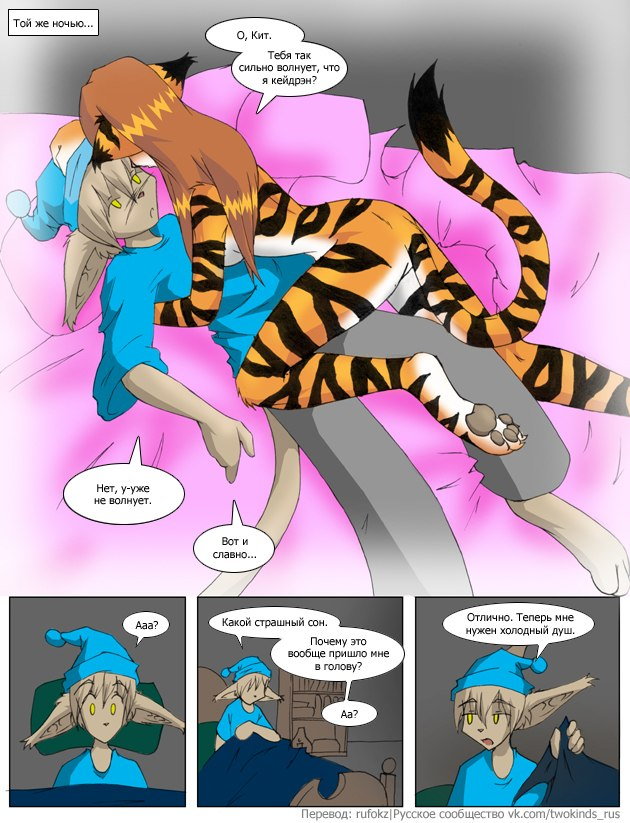 Той же ночью...
О, Кит.
Тебя так
сильно волнует, что
я кейдрэн?
Нет, у-уже
не волнует.
Вот и
славно...
Ааа?
Какой страшный сон.
Почему это
вообще пришло мне
в голову?
Аа?
Отлично. Теперь мне
нужен холодный душ.
Перевод: rufokz|Русское сообщество vk.com/twokinds_rus